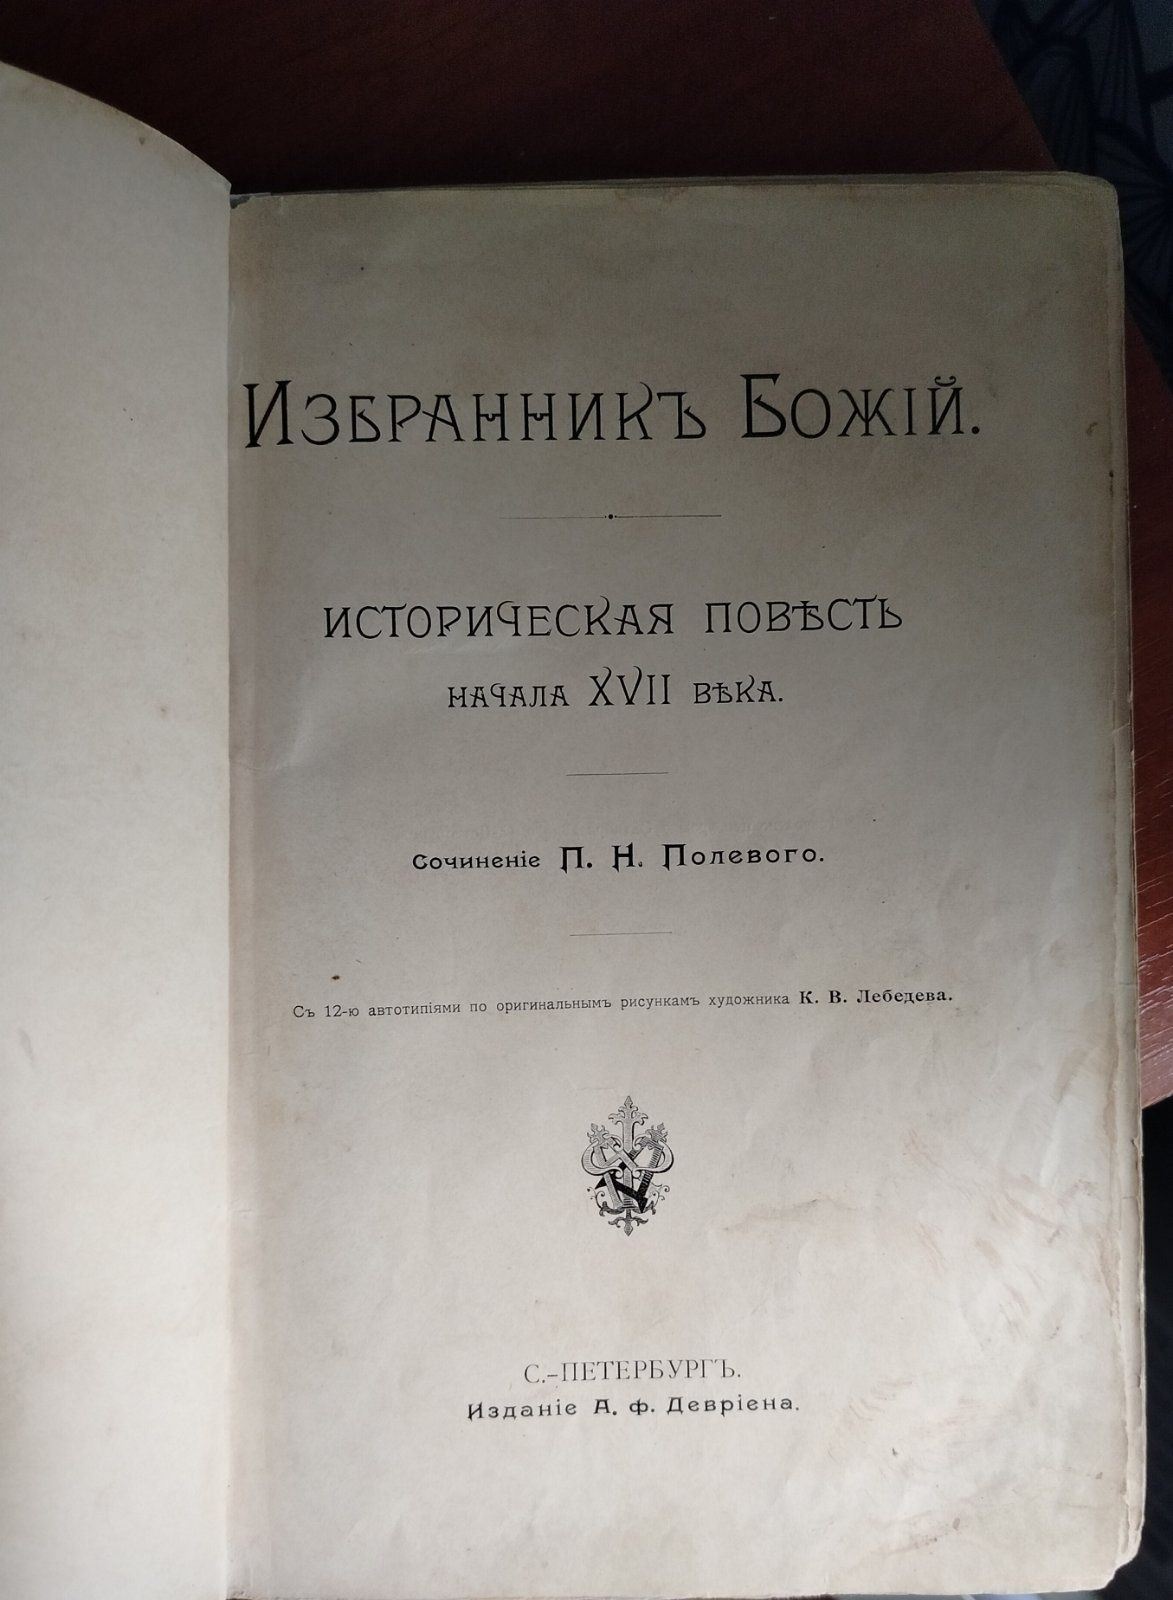 Избранникъ Божій.
историческая повѣсть
начала XVII вѣка.
Сочиненіе П. Н. Полевого.
Съ 12-ю автотипіями по оригинальнымъ рисункамъ художника К. В. Лебедева.
С.-ПЕТЕРБУРГЪ.
Изданіе А. Ф. Девріена.